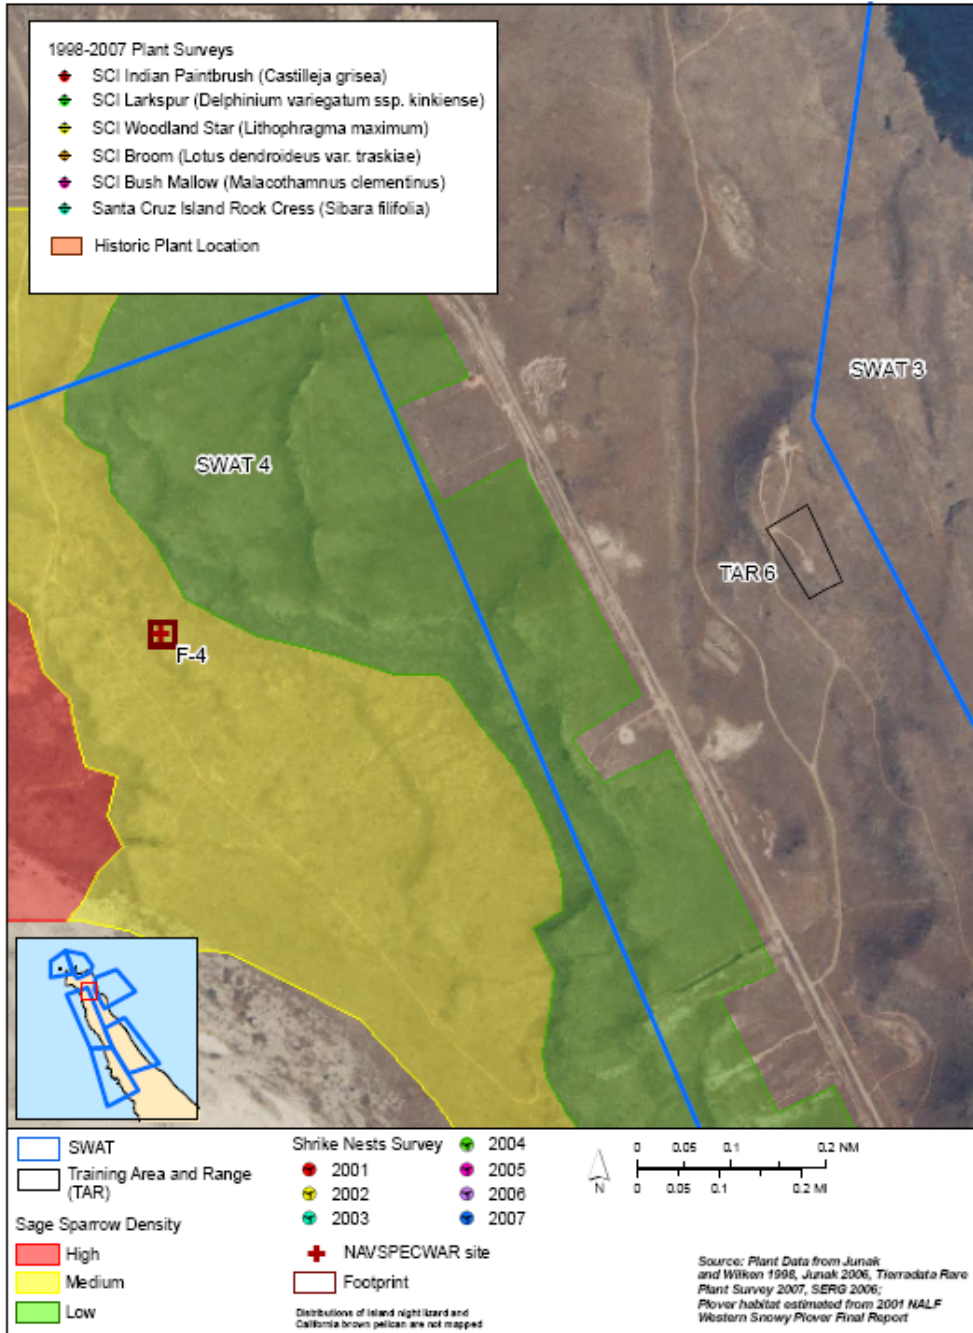 1998-2007 Plant Surveys
SCI Indian Paintbrush (Castilleja grisea)
SCI Larkspur (Delphinium variegatum ssp. kinkiense)
SCI Woodland Star (Lithophragma maximum)
SCI Broom (Lotus dendroideus var. traskiae)
SCI Bush Mallow (Malacothamnus clementinus)
Santa Cruz Island Rock Cress (Sibara filifolia)
Historic Plant Location
SWAT 3
SWAT 4
TAR 6
F-4
SWAT
Training Area and Range
(TAR)
Sage Sparrow Density
High
Medium
Low
Shrike Nests Survey
2001
2002
2003
2004
2005
2006
2007
NAVSPECWAR site
Footprint
Distributions of island night lizard and
California brown pelican are not mapped
N
0 0.05 0.1 0.2 NM
0 0.05 0.1 0.2 MI
Source: Plant Data from Junak
and Wilken 1998, Junak 2006, Tierradata Rare
Plant Survey 2007, SERG 2006;
Plover habitat estimated from 2001 NALF
Western Snowy Plover Final Report